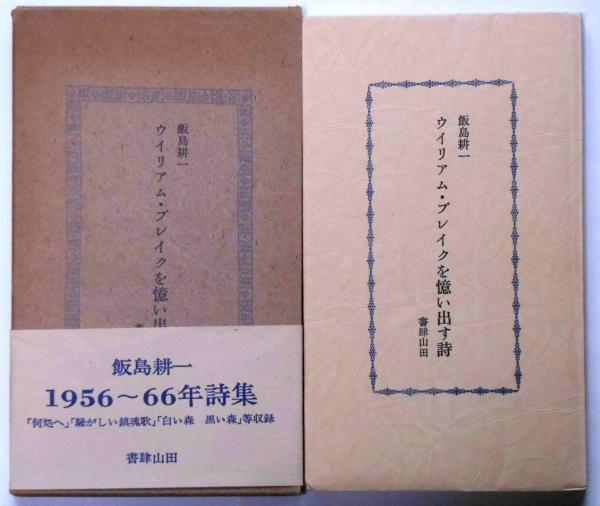 飯島耕一
ウイリアム・ブレイクを憶い出
書
飯島耕一
1956～66年詩集
「何処へ」「騒がしい鎮魂歌」「白い森　黒い森」等収録
書肆山田
飯島耕一
ウイリアム・ブレイクを憶い出す詩
書肆山田